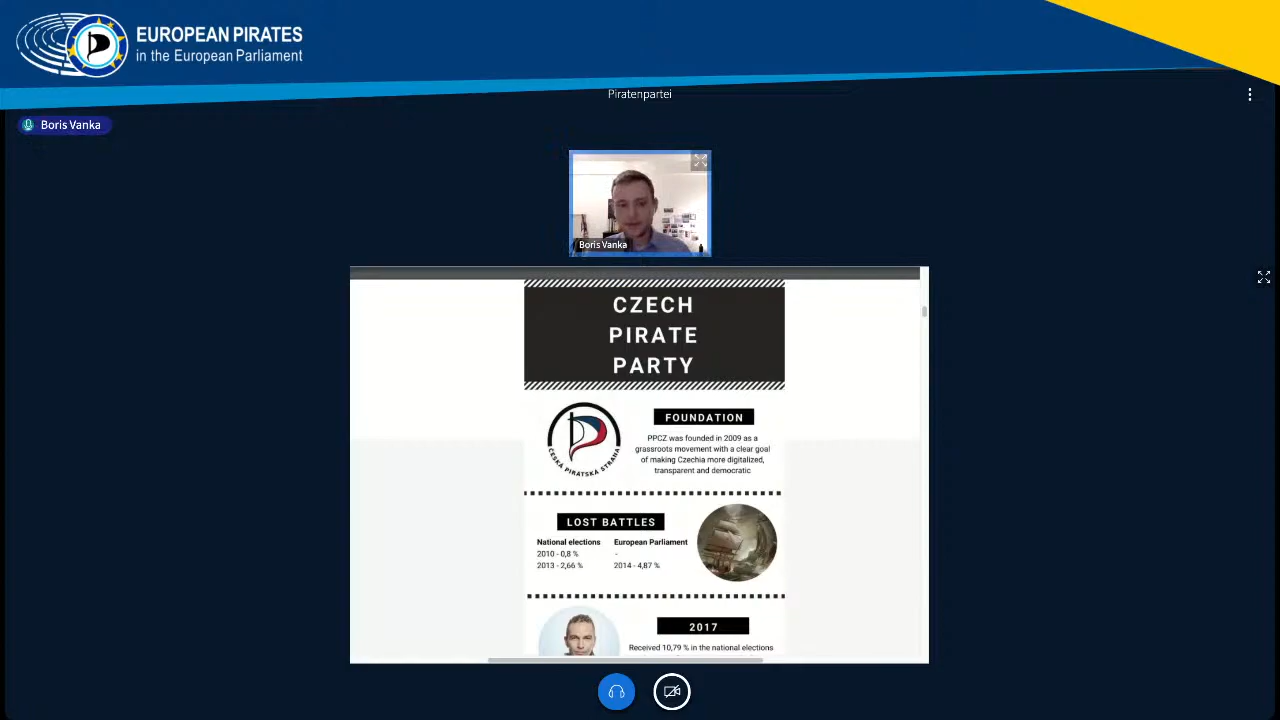 EUROPEAN PIRATES
in the European Parliament
Piratenpartei
Boris Vanka
Boris Vanka
CZECH
PIRATE
PARTY
ČESKÁ PIRÁTSKÁ STRANA
FOUNDATION
PPCZ was founded in 2009 as a
grassroots movement with a clear goal
of making Czechia more digitalized,
transparent and democratic
LOST BATTLES
National elections European Parliament
2010 - 0,8 % -
2013 - 2,66 % 2014 - 4,87 %
2017
Received 10,79 % in the national elections